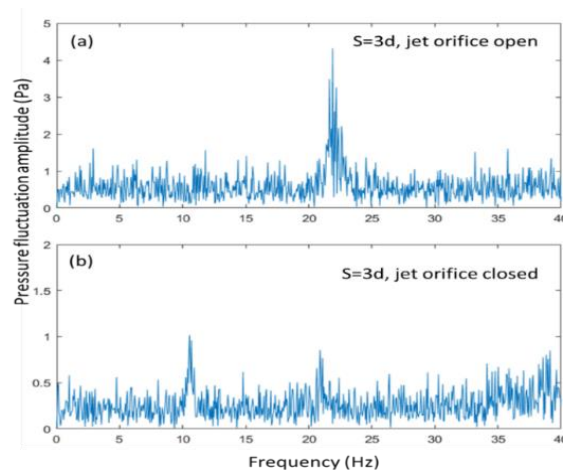 (a)
S=3d, jet orifice open
5
4
3
2
1
0
0 5 10 15 20 25 30 35 40
Pressure fluctuation amplitude (Pa)
(b)
S=3d, jet orifice closed
2
1.5
1
0.5
0
0 5 10 15 20 25 30 35 40
Frequency (Hz)